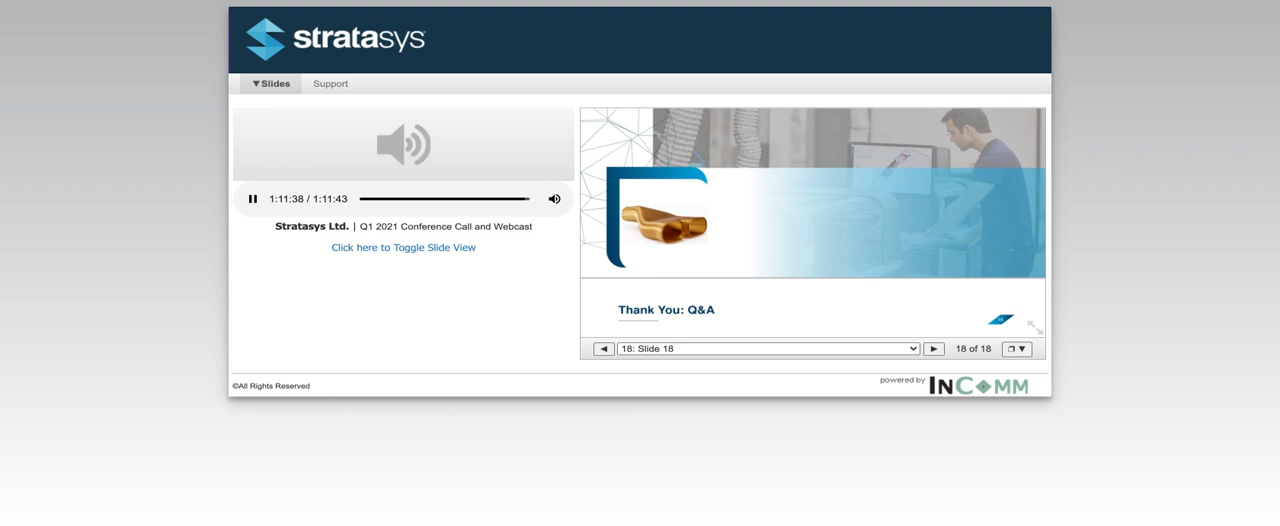 stratasys
▼Slides
Support
1:11:38 / 1:11:43
Stratasys Ltd. | Q1 2021 Conference Call and Webcast
Click here to Toggle Slide View
Thank You: Q&A
18: Slide 18
18 of 18
©All Rights Reserved
powered by INCOMM